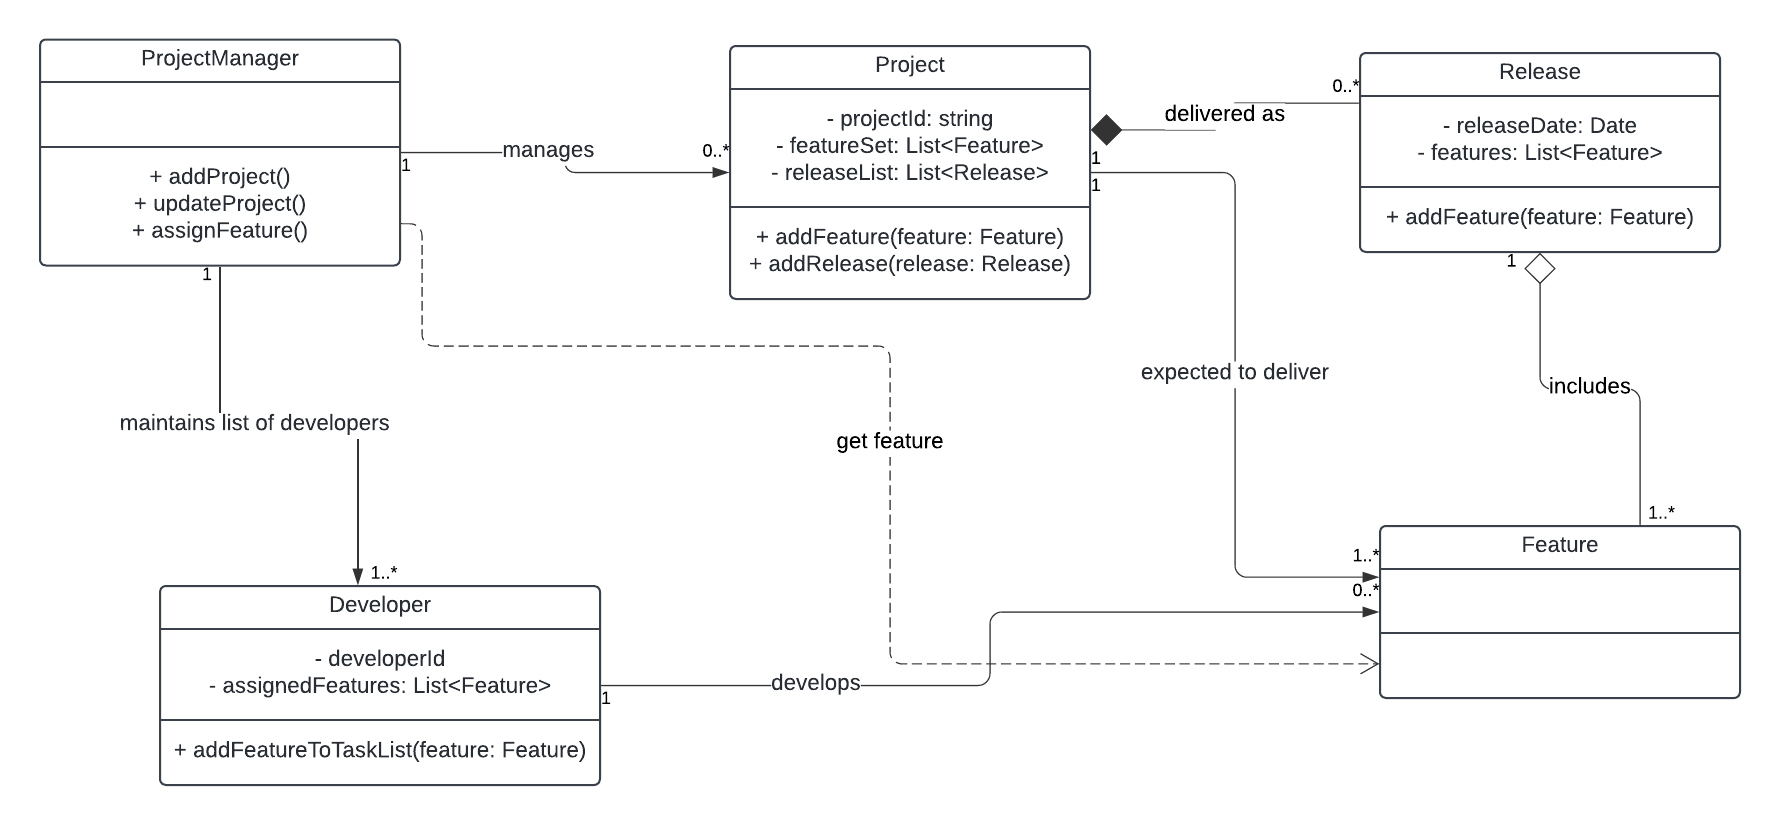 ProjectManager
+ addProject()
+ updateProject()
+ assignFeature()
1
manages
0..*
Project
- projectId: string
- featureSet: List<Feature>
- releaseList: List<Release>
+ addFeature(feature: Feature)
+ addRelease(release: Release)
1
1
delivered as
0..*
Release
- releaseDate: Date
- features: List<Feature>
+ addFeature(feature: Feature)
1
1
maintains list of developers
1..*
get feature
expected to deliver
includes
1..*
1..*
0..*
Feature
Developer
- developerId
- assignedFeatures: List<Feature>
+ addFeatureToTaskList(feature: Feature)
1
develops